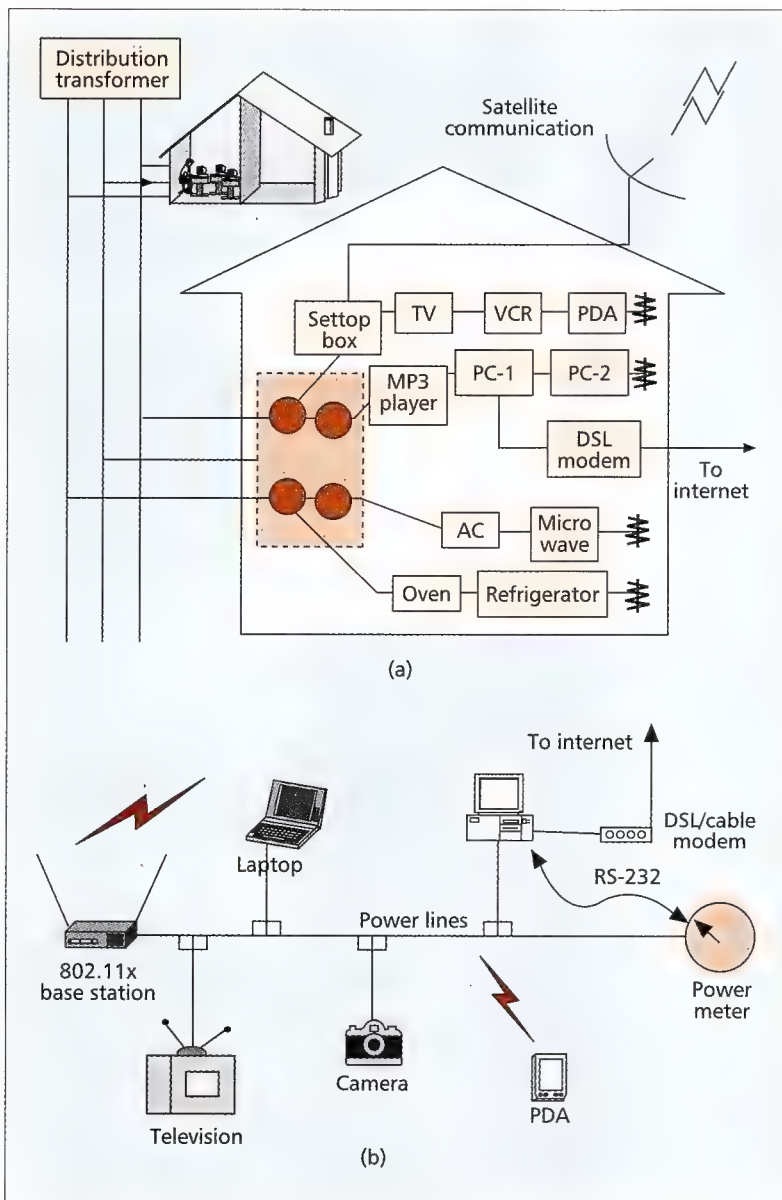 Distribution
transformer
Satellite
communication
Settop
box
TV
VCR
PDA
MP3
player
PC-1
PC-2
DSL
modem
To
internet
AC
Micro
wave
Oven
Refrigerator
(a)
To internet
DSL/cable
modem
Laptop
RS-232
Power lines
802.11x
base station
Power
meter
Camera
PDA
Television
(b)